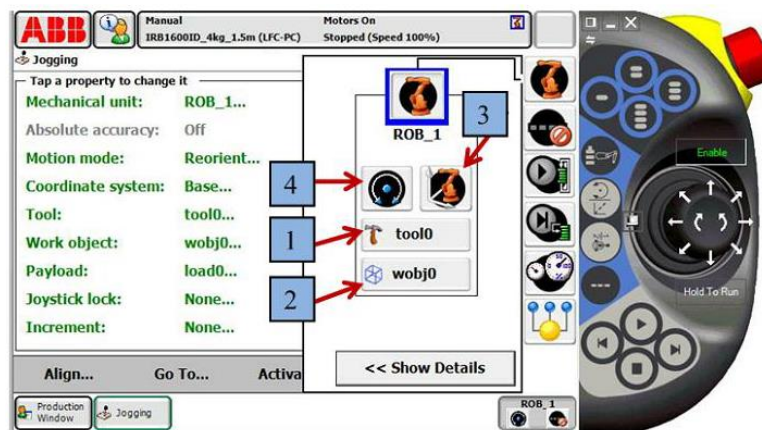 ABB
Manual
IRB1600ID_4kg_1.5m (LFC-PC)
Motors On
Stopped (Speed 100%)
Jogging
Tap a property to change it
Mechanical unit: ROB_1...
Absolute accuracy: Off
Motion mode: Reorient...
Coordinate system: Base...
Tool: tool0...
Work object: wobj0...
Payload: load0...
Joystick lock: None...
Increment: None...
Align... Go To... Activa
ROB_1
3
4
1
tool0
2
wobj0
<< Show Details
Production
Window
Jogging
ROB_1
Enable
Hold To Run